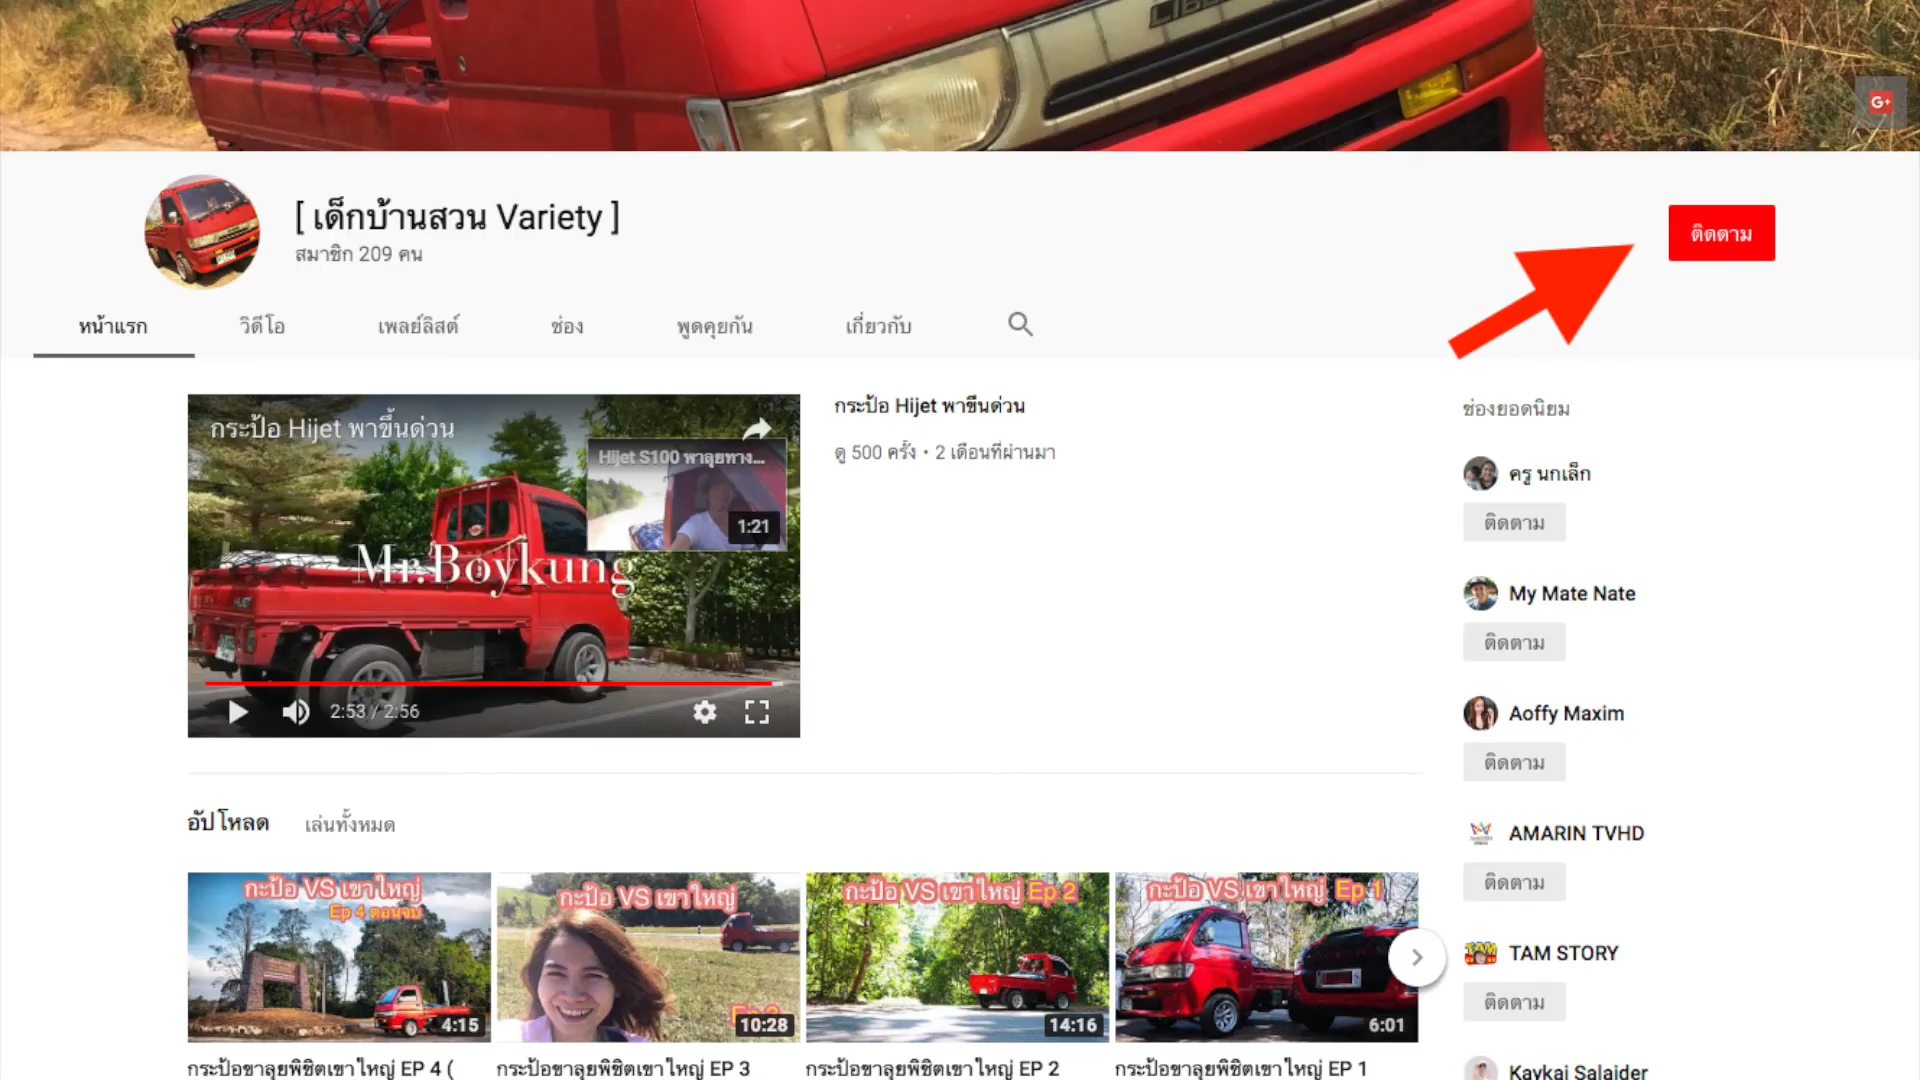 [ เด็กบ้านสวน Variety ]
สมาชิก 209 คน
ติดตาม
หน้าแรก
วิดีโอ
เพลย์ลิสต์
ช่อง
พูดคุยกัน
เกี่ยวกับ
กระป้อ Hijet พาขึ้นด่วน
Hijet S100 พาลุยทาง...
1:21
Mr.Boykung
2:53 / 2:56
กระป้อ Hijet พาขึ้นด่วน
ดู 500 ครั้ง • 2 เดือนที่ผ่านมา
ช่องยอดนิยม
ครู นกเล็ก
ติดตาม
My Mate Nate
ติดตาม
Aoffy Maxim
ติดตาม
AMARIN TVHD
ติดตาม
TAM STORY
ติดตาม
Kaykai Salaider
อัปโหลด
เล่นทั้งหมด
กะป้อ VS เขาใหญ่
Ep 4 ตอนจบ
4:15
กะป้อ VS เขาใหญ่
Ep 3
10:28
กะป้อ VS เขาใหญ่ Ep 2
14:16
กะป้อ VS เขาใหญ่ Ep 1
6:01
กระป้อขาลุยพิชิตเขาใหญ่ EP 4 (
กระป้อขาลุยพิชิตเขาใหญ่ EP 3
กระป้อขาลุยพิชิตเขาใหญ่ EP 2
กระป้อขาลุยพิชิตเขาใหญ่ EP 1